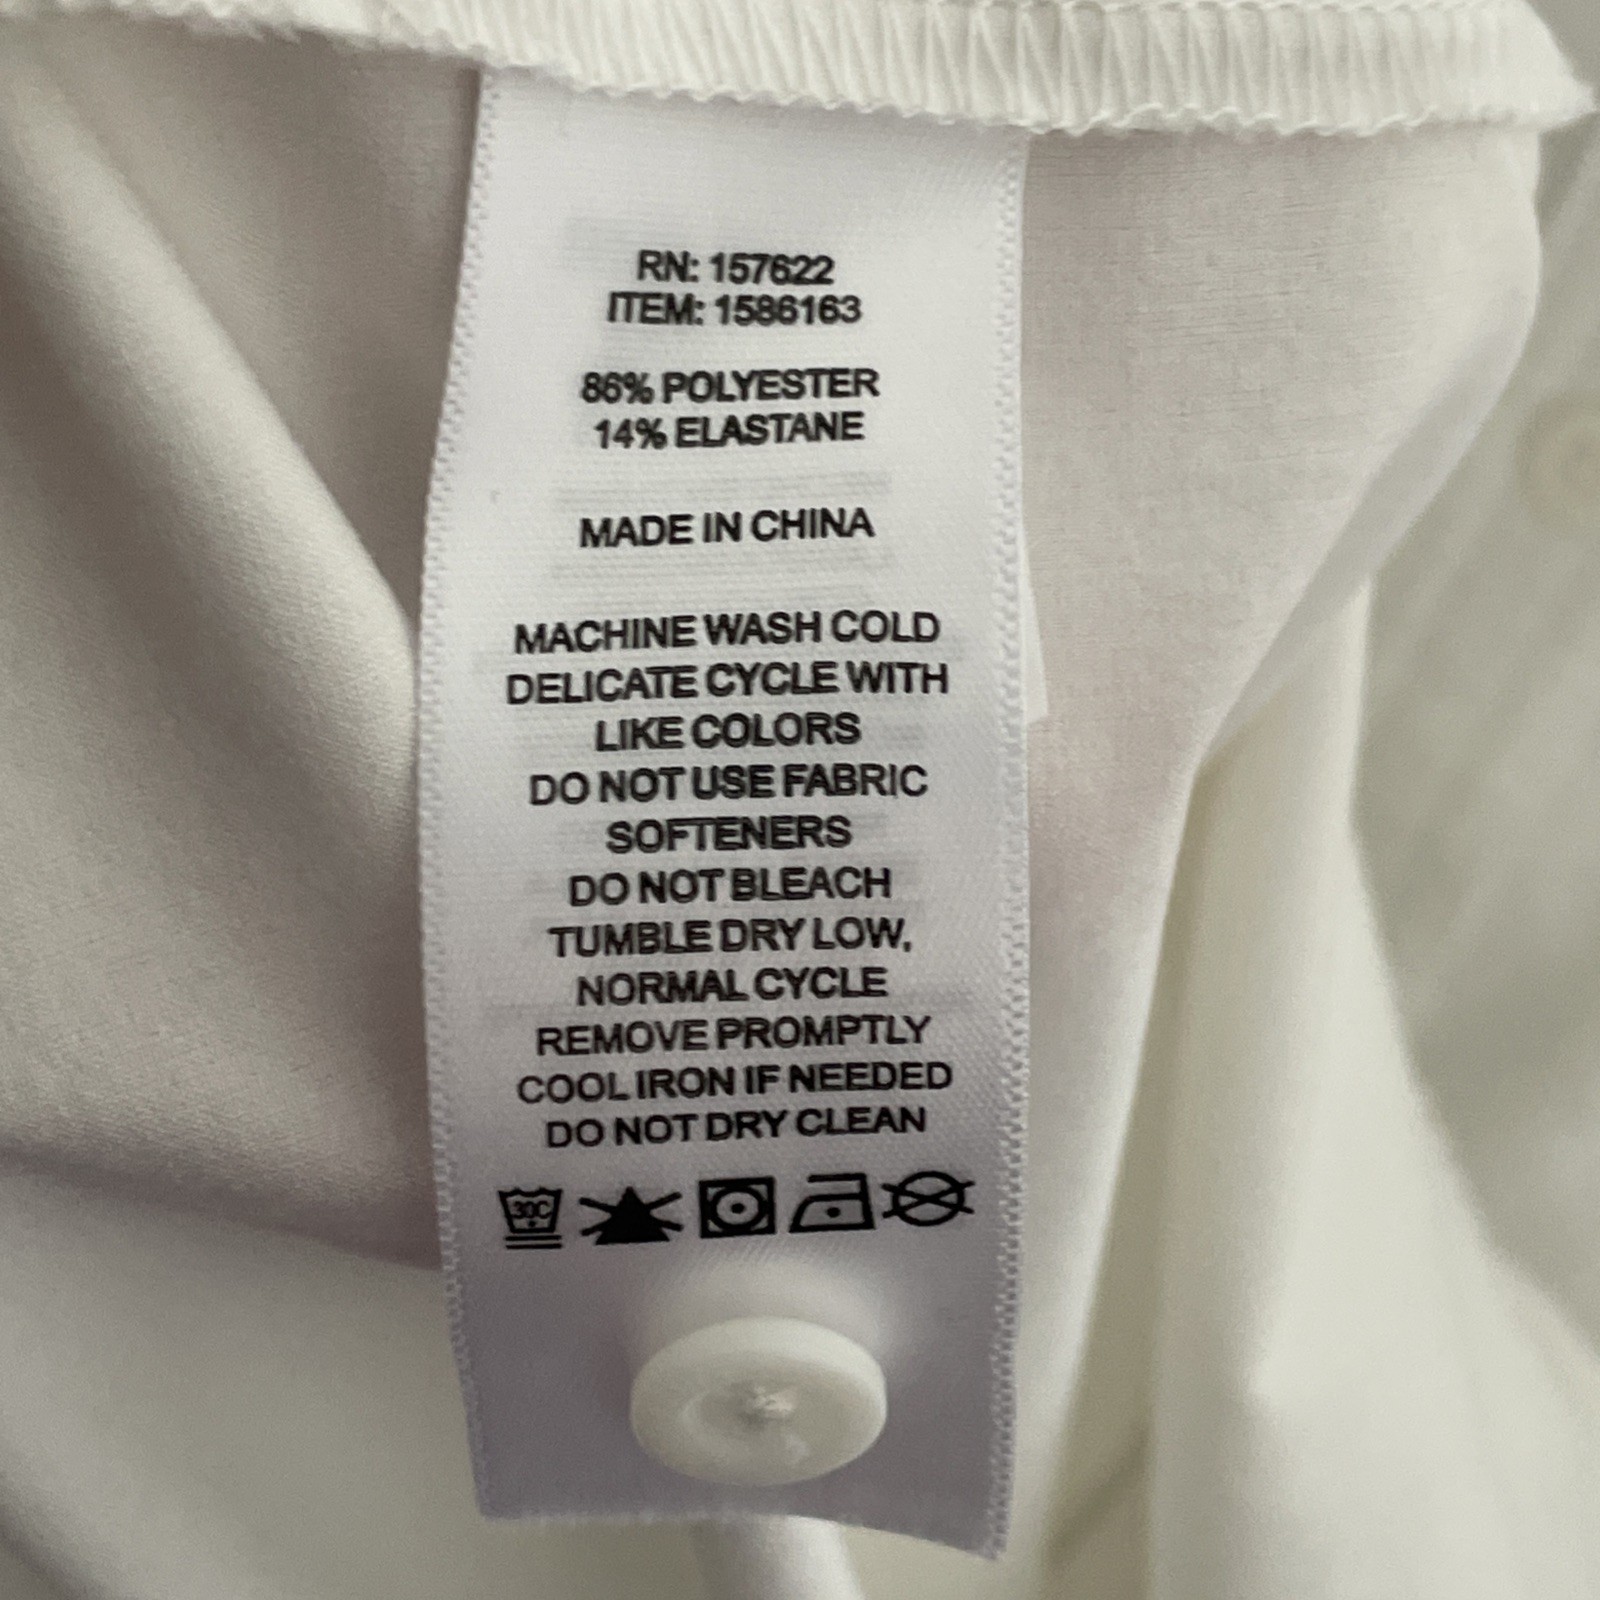 RN: 157622
ITEM: 1586163
86% POLYESTER
14% ELASTANE
MADE IN CHINA
MACHINE WASH COLD
DELICATE CYCLE WITH
LIKE COLORS
DO NOT USE FABRIC
SOFTENERS
DO NOT BLEACH
TUMBLE DRY LOW,
NORMAL CYCLE
REMOVE PROMPTLY
COOL IRON IF NEEDED
DO NOT DRY CLEAN
30C